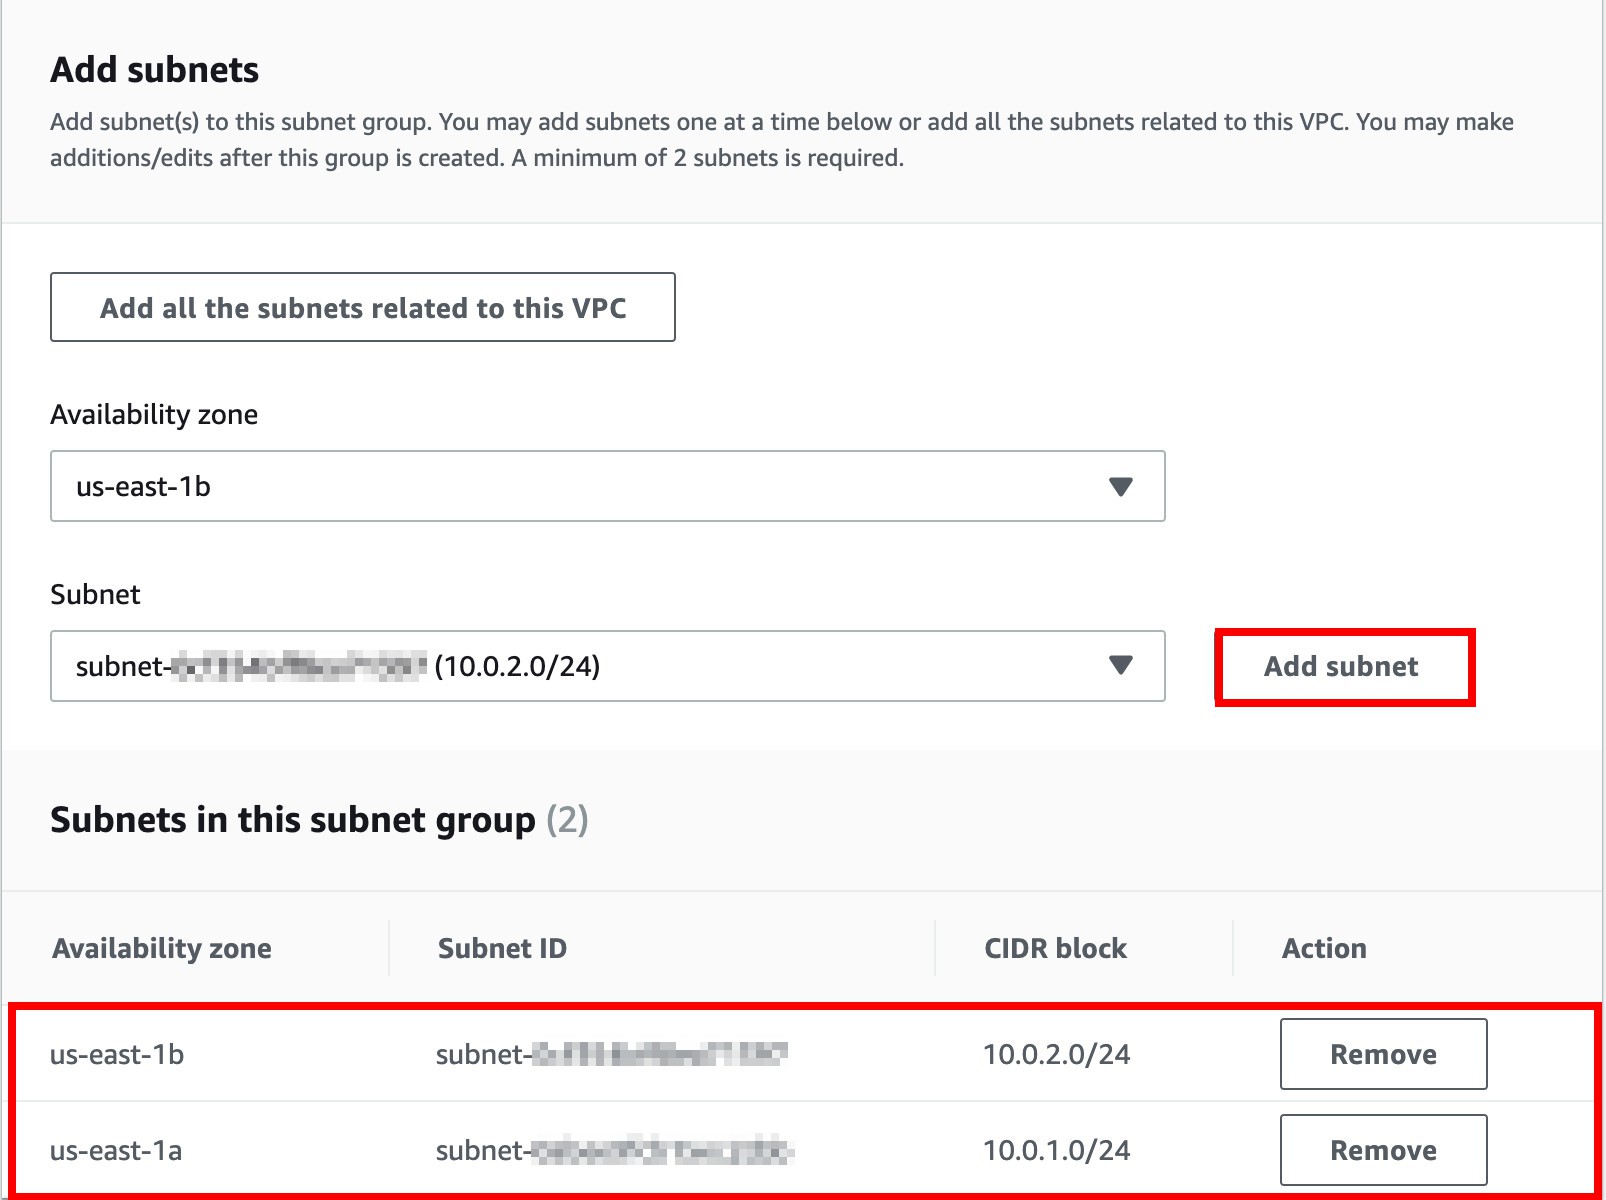 Add subnets
Add subnet(s) to this subnet group. You may add subnets one at a time below or add all the subnets related to this VPC. You may make
additions/edits after this group is created. A minimum of 2 subnets is required.
Add all the subnets related to this VPC
Availability zone
us-east-1b
Subnet
subnet- (10.0.2.0/24)
Add subnet
Subnets in this subnet group (2)
Availability zone Subnet ID CIDR block Action
us-east-1b subnet- 10.0.2.0/24 Remove
us-east-1a subnet- 10.0.1.0/24 Remove